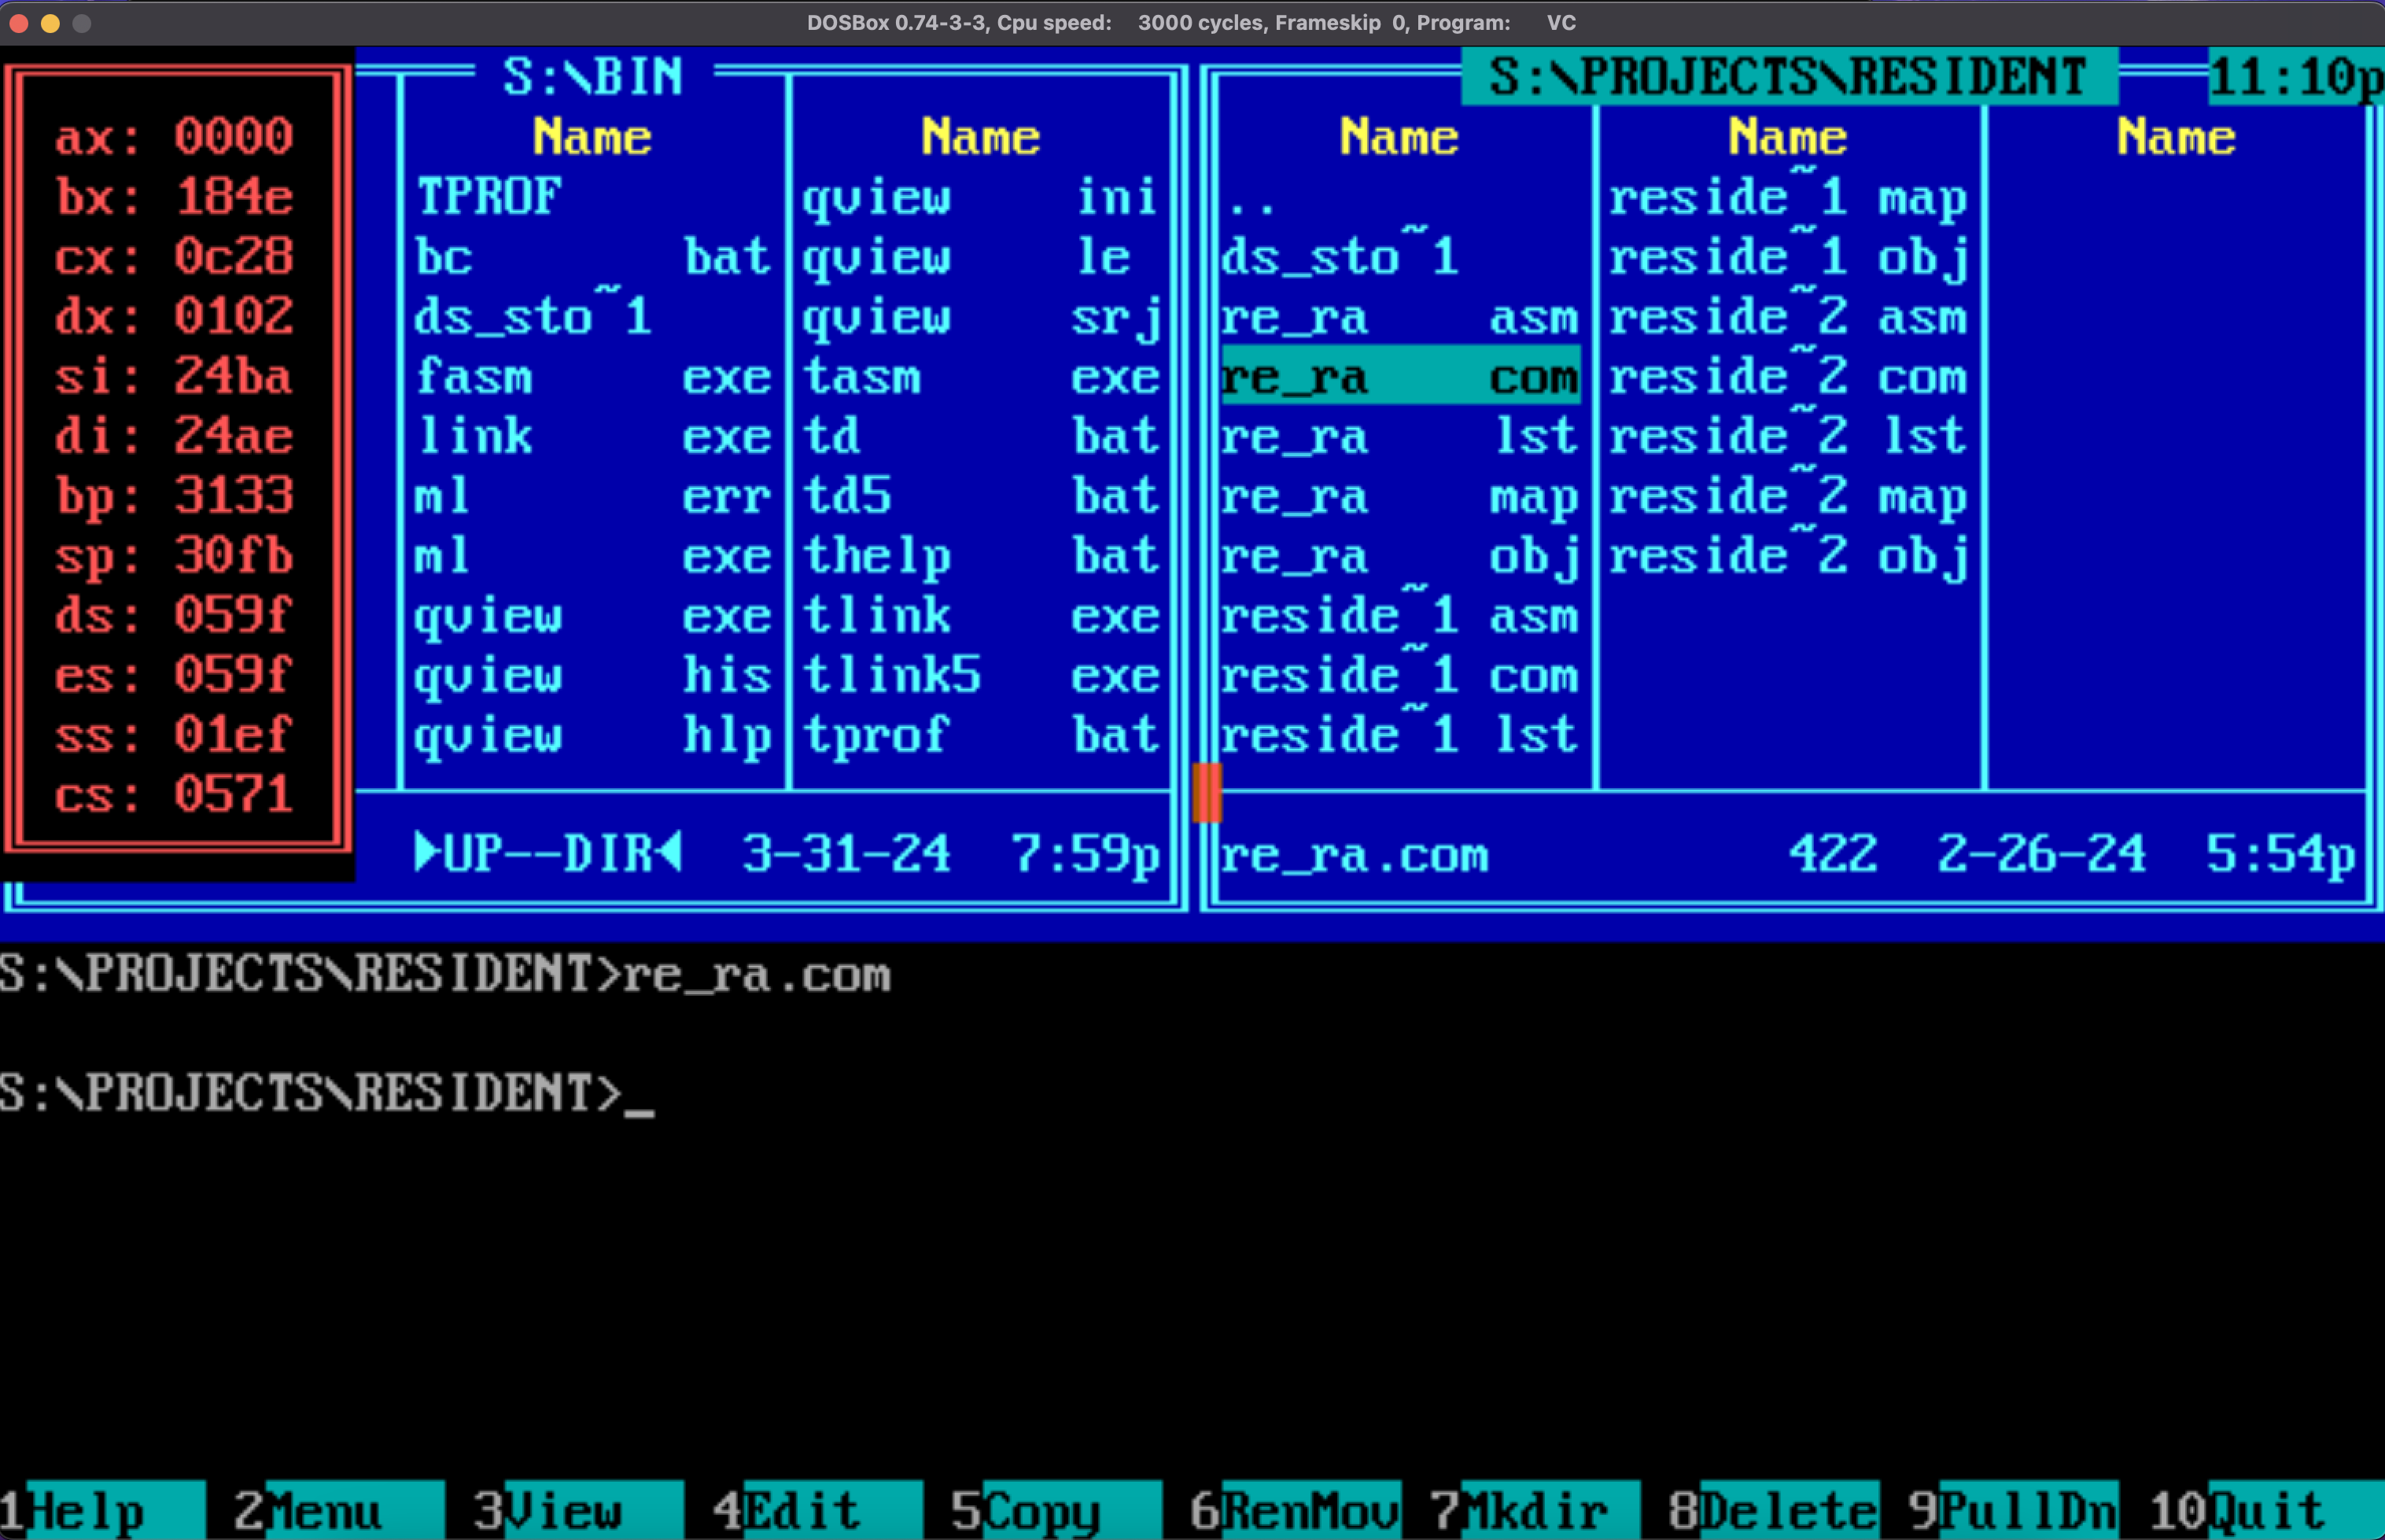 DOSBox 0.74-3-3, Cpu speed: 3000 cycles, Frameskip 0, Program: VC
S:\BIN S:\PROJECTS\RESIDENT 11:10p
ax: 0000 Name Name Name Name Name
bx: 184e TPROF qview ini .. reside~1 map
cx: 0c28 bc bat qview le ds_sto~1 reside~1 obj
dx: 0102 ds_sto~1 qview srj re_ra asm reside~2 asm
si: 24ba fasm exe tasm exe re_ra com reside~2 com
di: 24ae link exe td bat re_ra lst reside~2 lst
bp: 3133 ml err td5 bat re_ra map reside~2 map
sp: 30fb ml exe thelp bat re_ra obj reside~2 obj
ds: 059f qview exe tlink exe reside~1 asm
es: 059f qview his tlink5 exe reside~1 com
ss: 01ef qview hlp tprof bat reside~1 lst
cs: 0571
►UP--DIR◄ 3-31-24 7:59p re_ra.com 422 2-26-24 5:54p
S:\PROJECTS\RESIDENT>re_ra.com
S:\PROJECTS\RESIDENT>_
1Help 2Menu 3View 4Edit 5Copy 6RenMov 7Mkdir 8Delete 9PullDn 10Quit